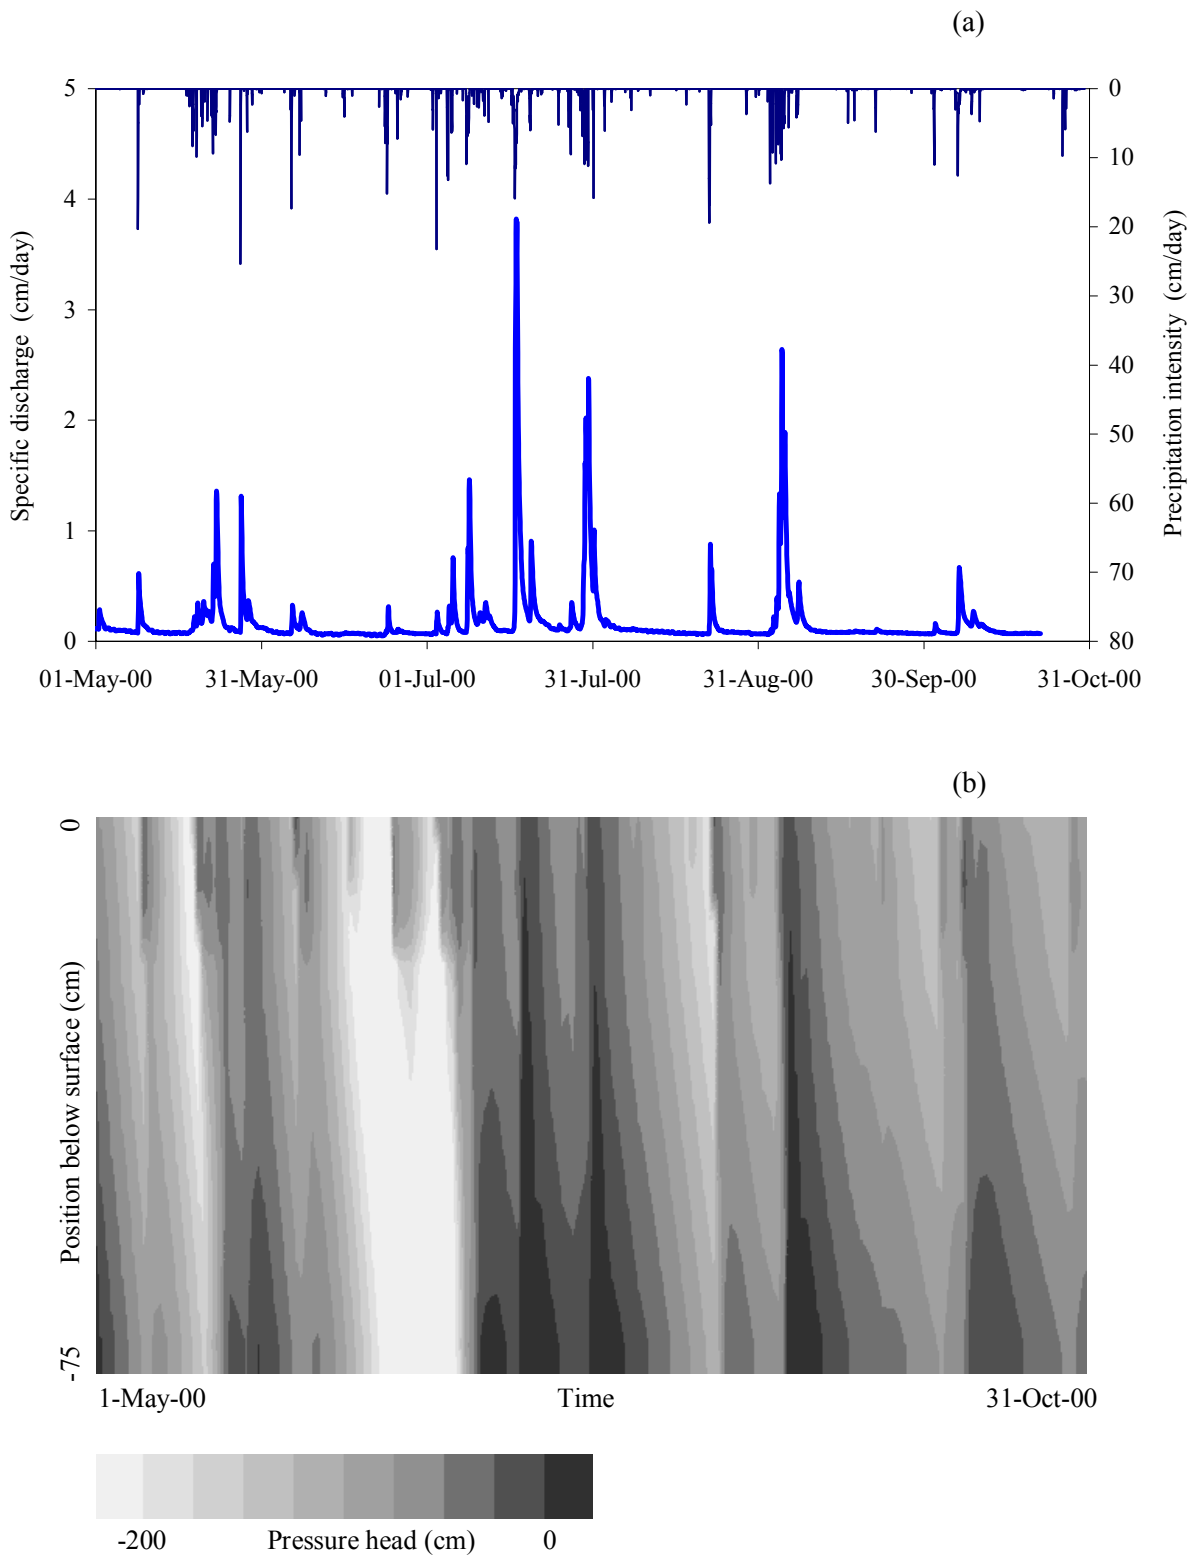 (a)
5
4
3
2
1
0
Specific discharge (cm/day)
0
10
20
30
40
50
60
70
80
Precipitation intensity (cm/day)
01-May-00 31-May-00 01-Jul-00 31-Jul-00 31-Aug-00 30-Sep-00 31-Oct-00
(b)
0
Position below surface (cm)
-75
1-May-00 Time 31-Oct-00
-200 Pressure head (cm) 0